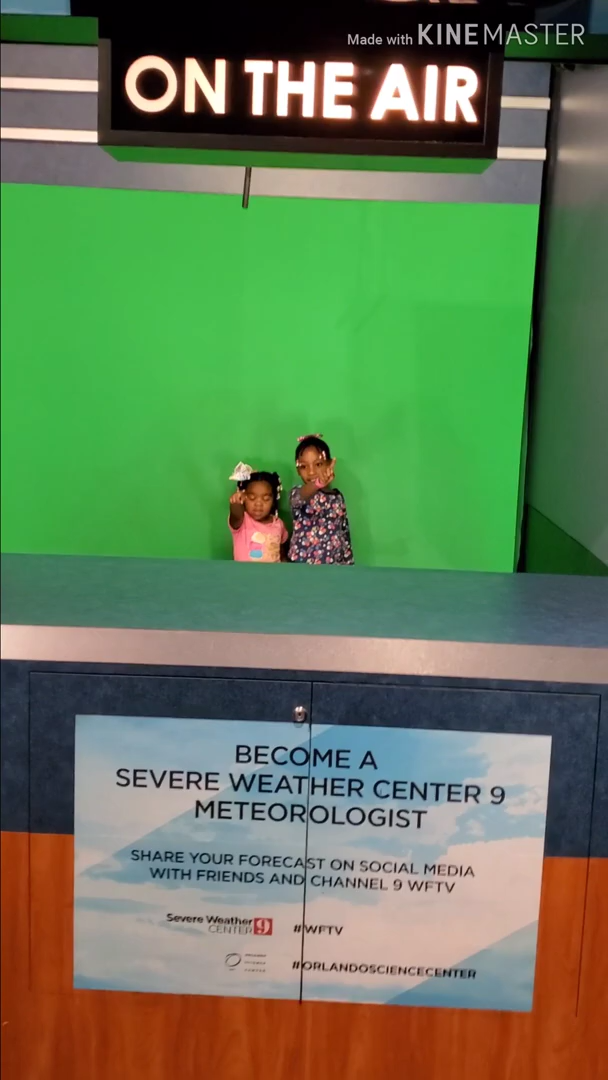 Made with KINEMASTER
ON THE AIR
BECOME A
SEVERE WEATHER CENTER 9
METEOROLOGIST
SHARE YOUR FORECAST ON SOCIAL MEDIA
WITH FRIENDS AND CHANNEL 9 WFTV
Severe Weather 9
CENTER
#WFTV
#ORLANDOSCIENCECENTER